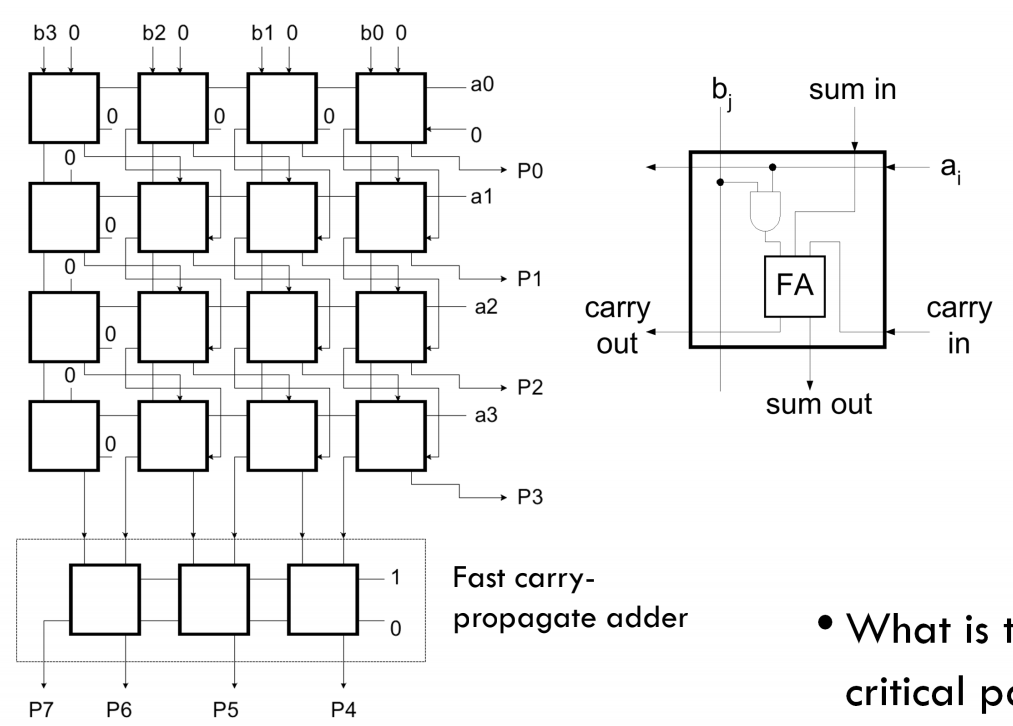 b3 0 b2 0 b1 0 b0 0
a0
0 0 0
0
0
P0
a1
0
0
P1
a2
0
0
P2
a3
0
P3
1
0
P7 P6 P5 P4
Fast carry-
propagate adder
bj sum in
ai
FA
carry
out
carry
in
sum out
• What is t
critical p